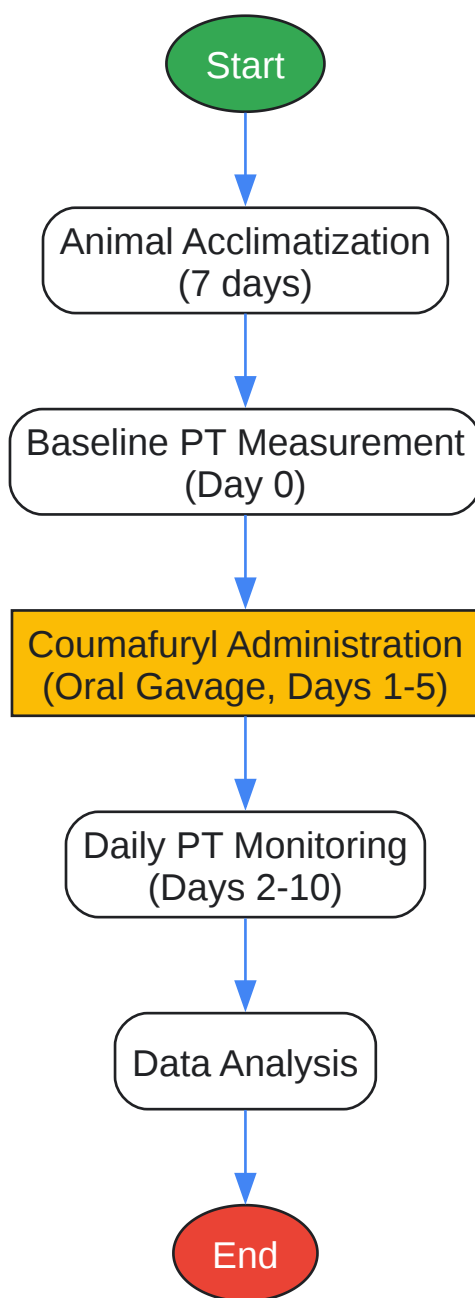 Start
Animal Acclimatization
(7 days)
Baseline PT Measurement
(Day 0)
Coumafuryl Administration
(Oral Gavage, Days 1-5)
Daily PT Monitoring
(Days 2-10)
Data Analysis
End